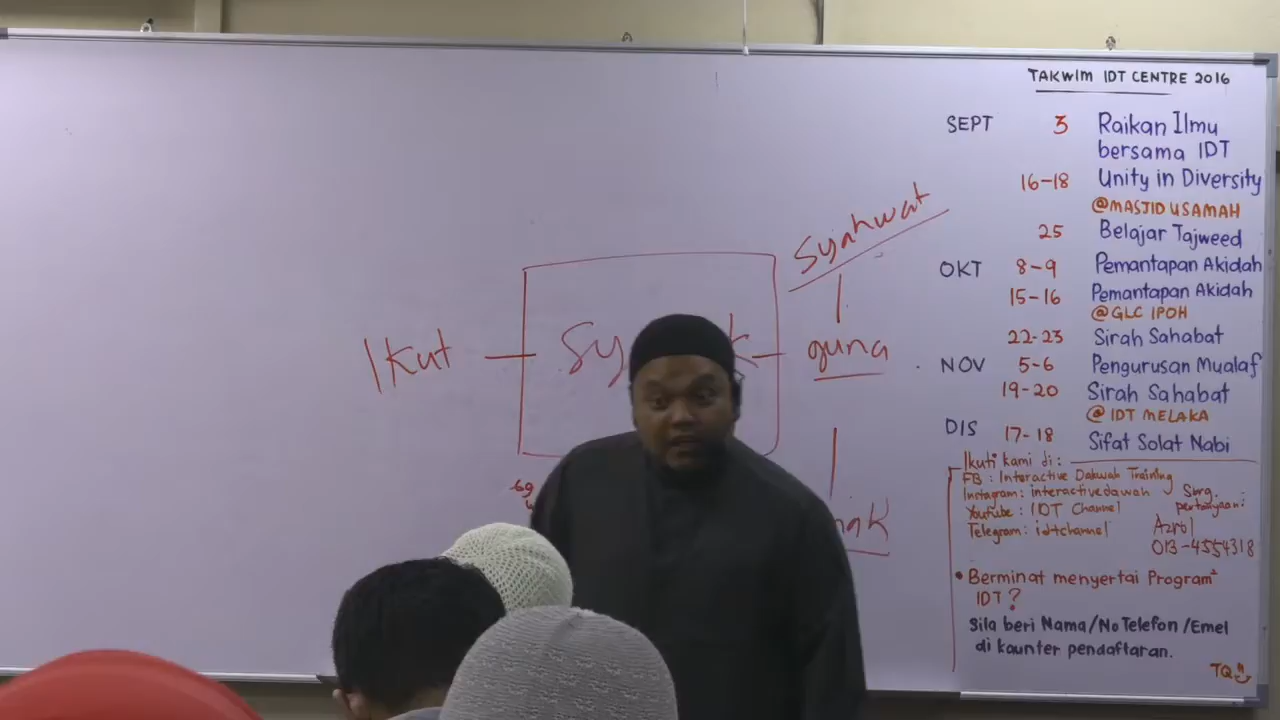 Ikut
Syahwat
guna
TAKWIM IDT CENTRE 2016
SEPT 3 Raikan Ilmu
bersama IDT
16-18 Unity in Diversity
@MASJID USAMAH
25 Belajar Tajweed
OKT 8-9 Pemantapan Akidah
15-16 Pemantapan Akidah
@GLC IPOH
22-23 Sirah Sahabat
NOV 5-6 Pengurusan Mualaf
19-20 Sirah Sahabat
@IDT MELAKA
DIS 17-18 Sifat Solat Nabi
Ikuti kami di:
FB: Interactive Dakwah Training
Instagram: interactivedawah
Youtube: IDT Channel
Telegram: idtchannel
Smrg.
pertanyaan:
Azrol
013-4554318
• Berminat menyertai Program²
IDT?
Sila beri Nama/No Telefon/Emel
di kaunter pendaftaran.
TQ